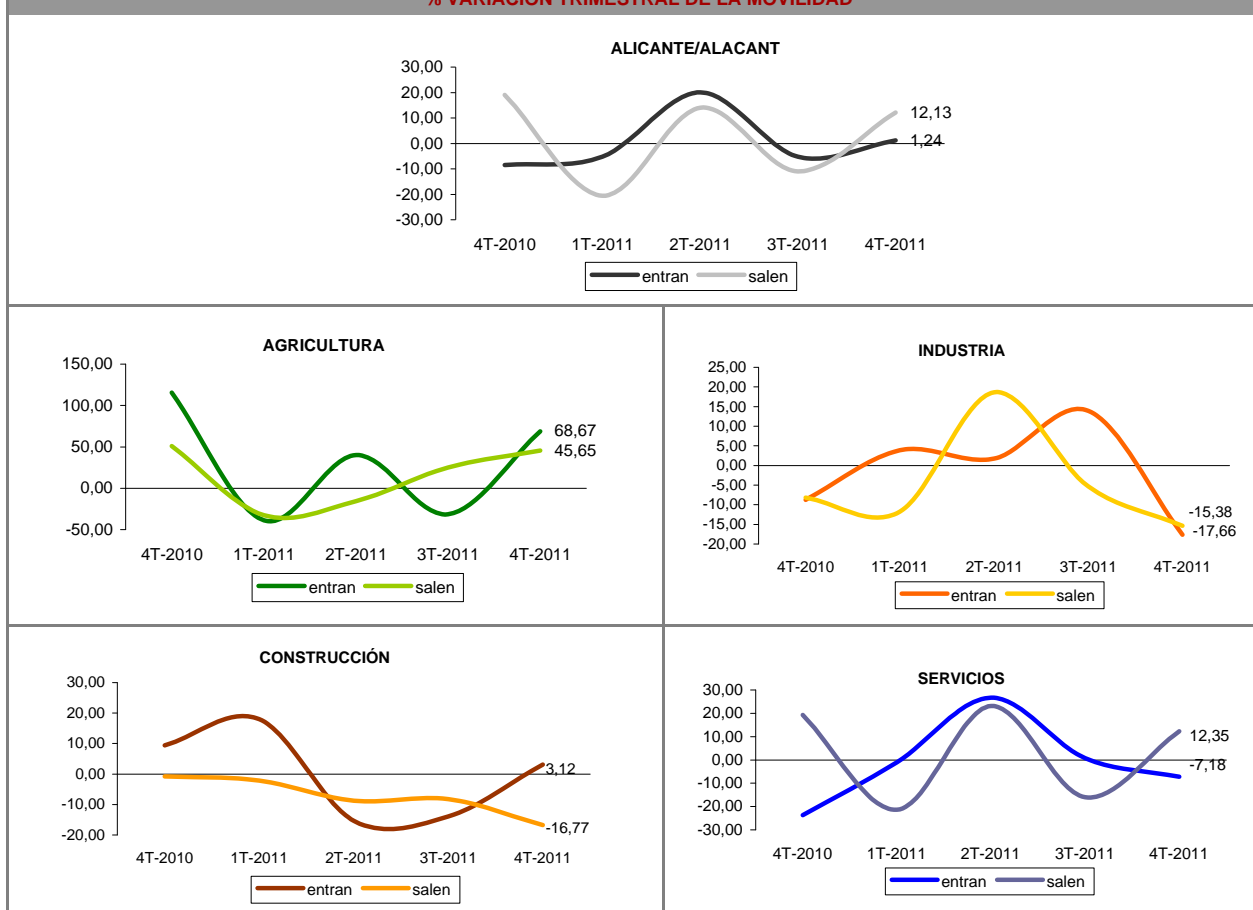 % VARIACIÓN TRIMESTRAL DE LA MOVILIDAD
ALICANTE/ALACANT
30,00
20,00
10,00
0,00
-10,00
-20,00
-30,00
12,13
1,24
4T-2010 1T-2011 2T-2011 3T-2011 4T-2011
entran salen
AGRICULTURA
150,00
100,00
50,00
0,00
-50,00
68,67
45,65
4T-2010 1T-2011 2T-2011 3T-2011 4T-2011
entran salen
INDUSTRIA
25,00
20,00
15,00
10,00
5,00
0,00
-5,00
-10,00
-15,00
-20,00
-15,38
-17,66
4T-2010 1T-2011 2T-2011 3T-2011 4T-2011
entran salen
CONSTRUCCIÓN
30,00
20,00
10,00
0,00
-10,00
-20,00
3,12
-16,77
4T-2010 1T-2011 2T-2011 3T-2011 4T-2011
entran salen
SERVICIOS
30,00
20,00
10,00
0,00
-10,00
-20,00
-30,00
12,35
-7,18
4T-2010 1T-2011 2T-2011 3T-2011 4T-2011
entran salen